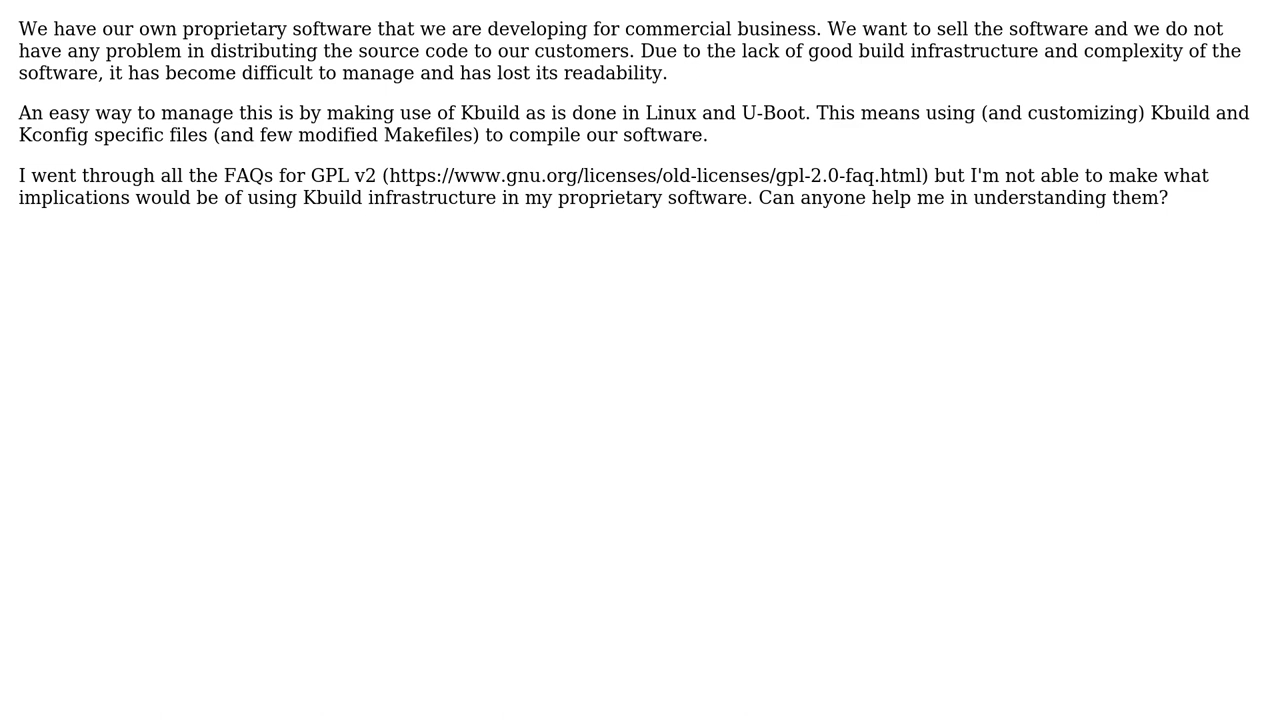 We have our own proprietary software that we are developing for commercial business. We want to sell the software and we do not
have any problem in distributing the source code to our customers. Due to the lack of good build infrastructure and complexity of the
software, it has become difficult to manage and has lost its readability.
An easy way to manage this is by making use of Kbuild as is done in Linux and U-Boot. This means using (and customizing) Kbuild and
Kconfig specific files (and few modified Makefiles) to compile our software.
I went through all the FAQs for GPL v2 (https://www.gnu.org/licenses/old-licenses/gpl-2.0-faq.html) but I'm not able to make what
implications would be of using Kbuild infrastructure in my proprietary software. Can anyone help me in understanding them?